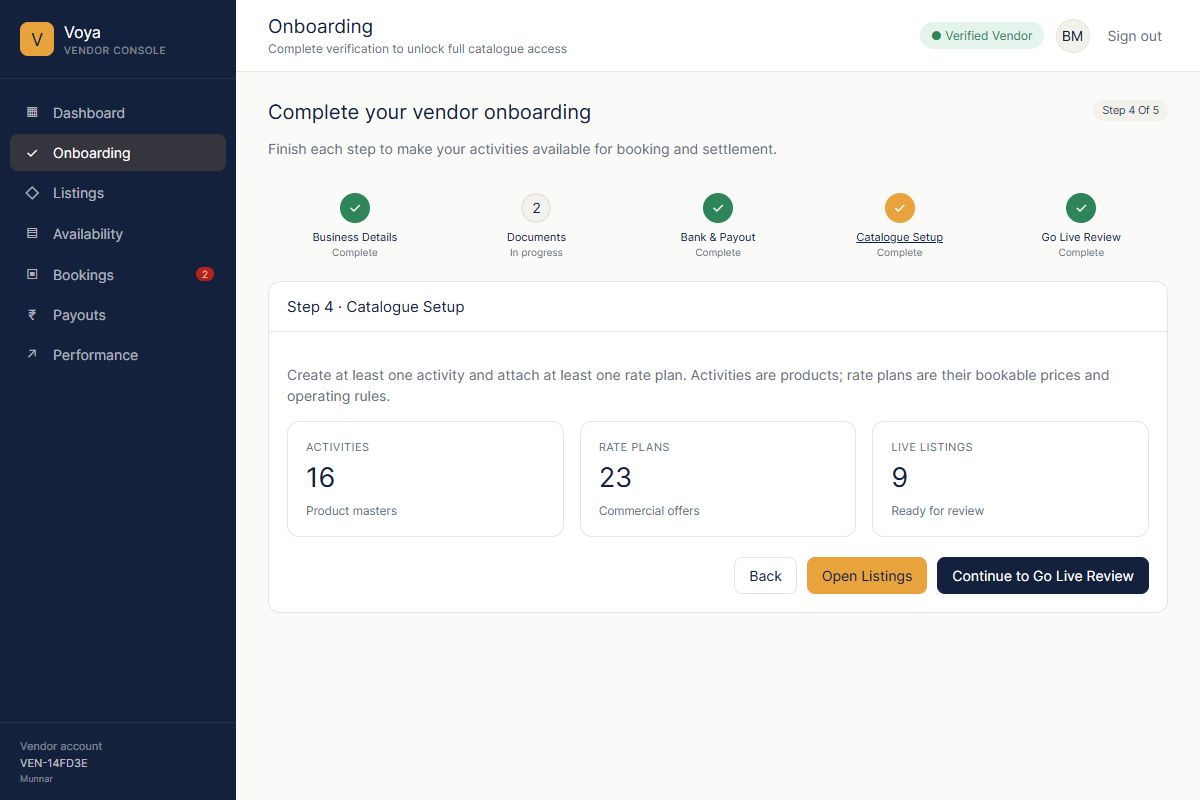 V
Voya
VENDOR CONSOLE
Dashboard
Onboarding
Listings
Availability
Bookings
2
₹ Payouts
Performance
Vendor account
VEN-14FD3E
Munnar
Onboarding
Complete verification to unlock full catalogue access
Verified Vendor
BM
Sign out
Complete your vendor onboarding
Step 4 Of 5
Finish each step to make your activities available for booking and settlement.
Business Details
Complete
2
Documents
In progress
Bank & Payout
Complete
Catalogue Setup
Complete
Go Live Review
Complete
Step 4 · Catalogue Setup
Create at least one activity and attach at least one rate plan. Activities are products; rate plans are their bookable prices and
operating rules.
ACTIVITIES
16
Product masters
RATE PLANS
23
Commercial offers
LIVE LISTINGS
9
Ready for review
Back
Open Listings
Continue to Go Live Review